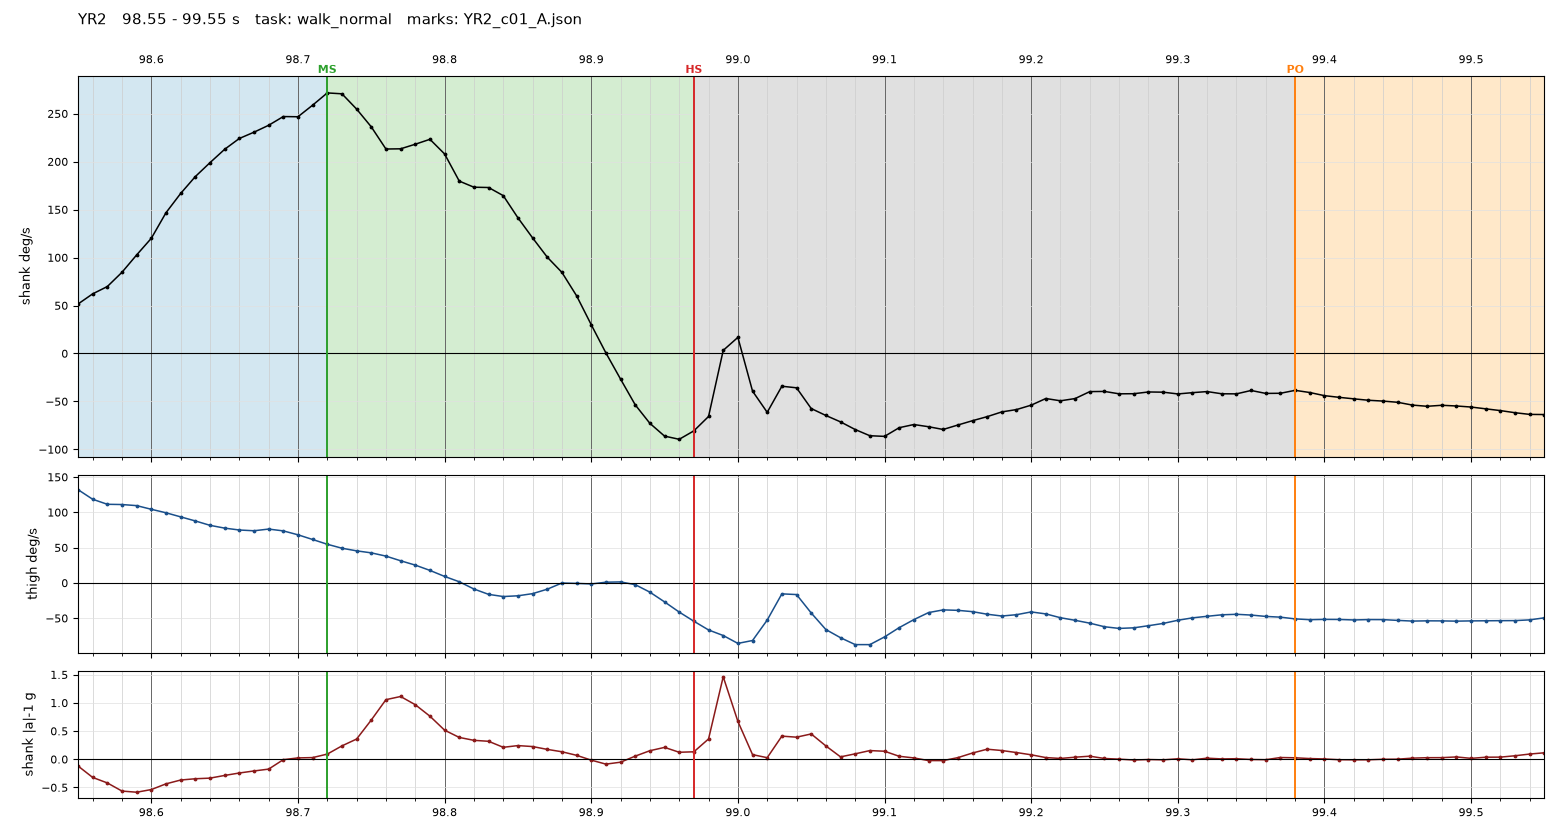 YR2   98.55 - 99.55 s   task: walk_normal   marks: YR2_c01_A.json
98.6 98.7 98.8 98.9 99.0 99.1 99.2 99.3 99.4 99.5
MS HS PO
shank deg/s
250
200
150
100
50
0
−50
−100
thigh deg/s
150
100
50
0
−50
shank |a|-1 g
1.5
1.0
0.5
0.0
−0.5
98.6 98.7 98.8 98.9 99.0 99.1 99.2 99.3 99.4 99.5